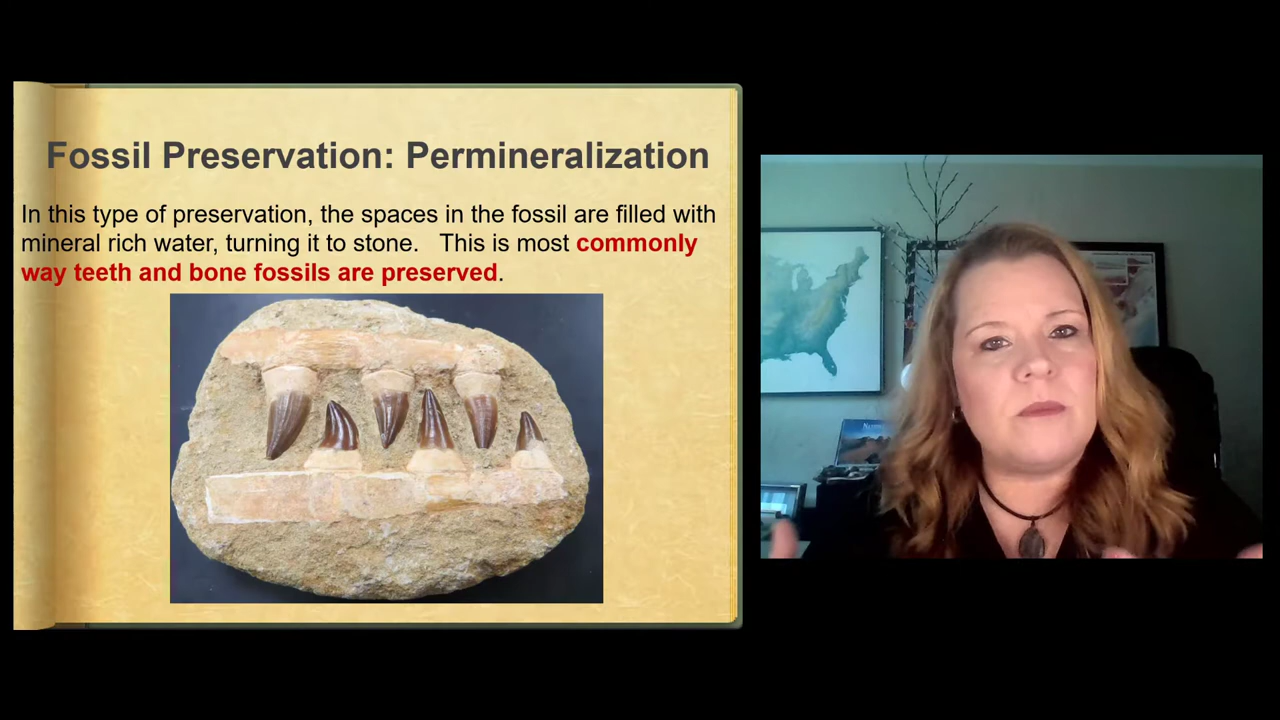 Fossil Preservation: Permineralization
In this type of preservation, the spaces in the fossil are filled with
mineral rich water, turning it to stone. This is most commonly
way teeth and bone fossils are preserved.